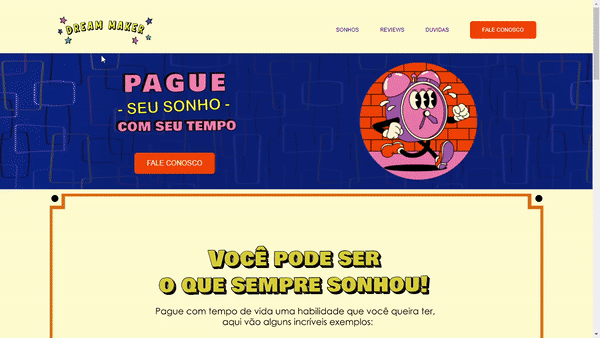 DREAM MAKER
SONHOS
REVIEWS
DUVIDAS
FALE CONOSCO
PAGUE
- SEU SONHO -
COM SEU TEMPO
FALE CONOSCO
VOCÊ PODE SER
O QUE SEMPRE SONHOU!
Pague com tempo de vida uma habilidade que você queira ter,
aqui vão alguns incríveis exemplos: